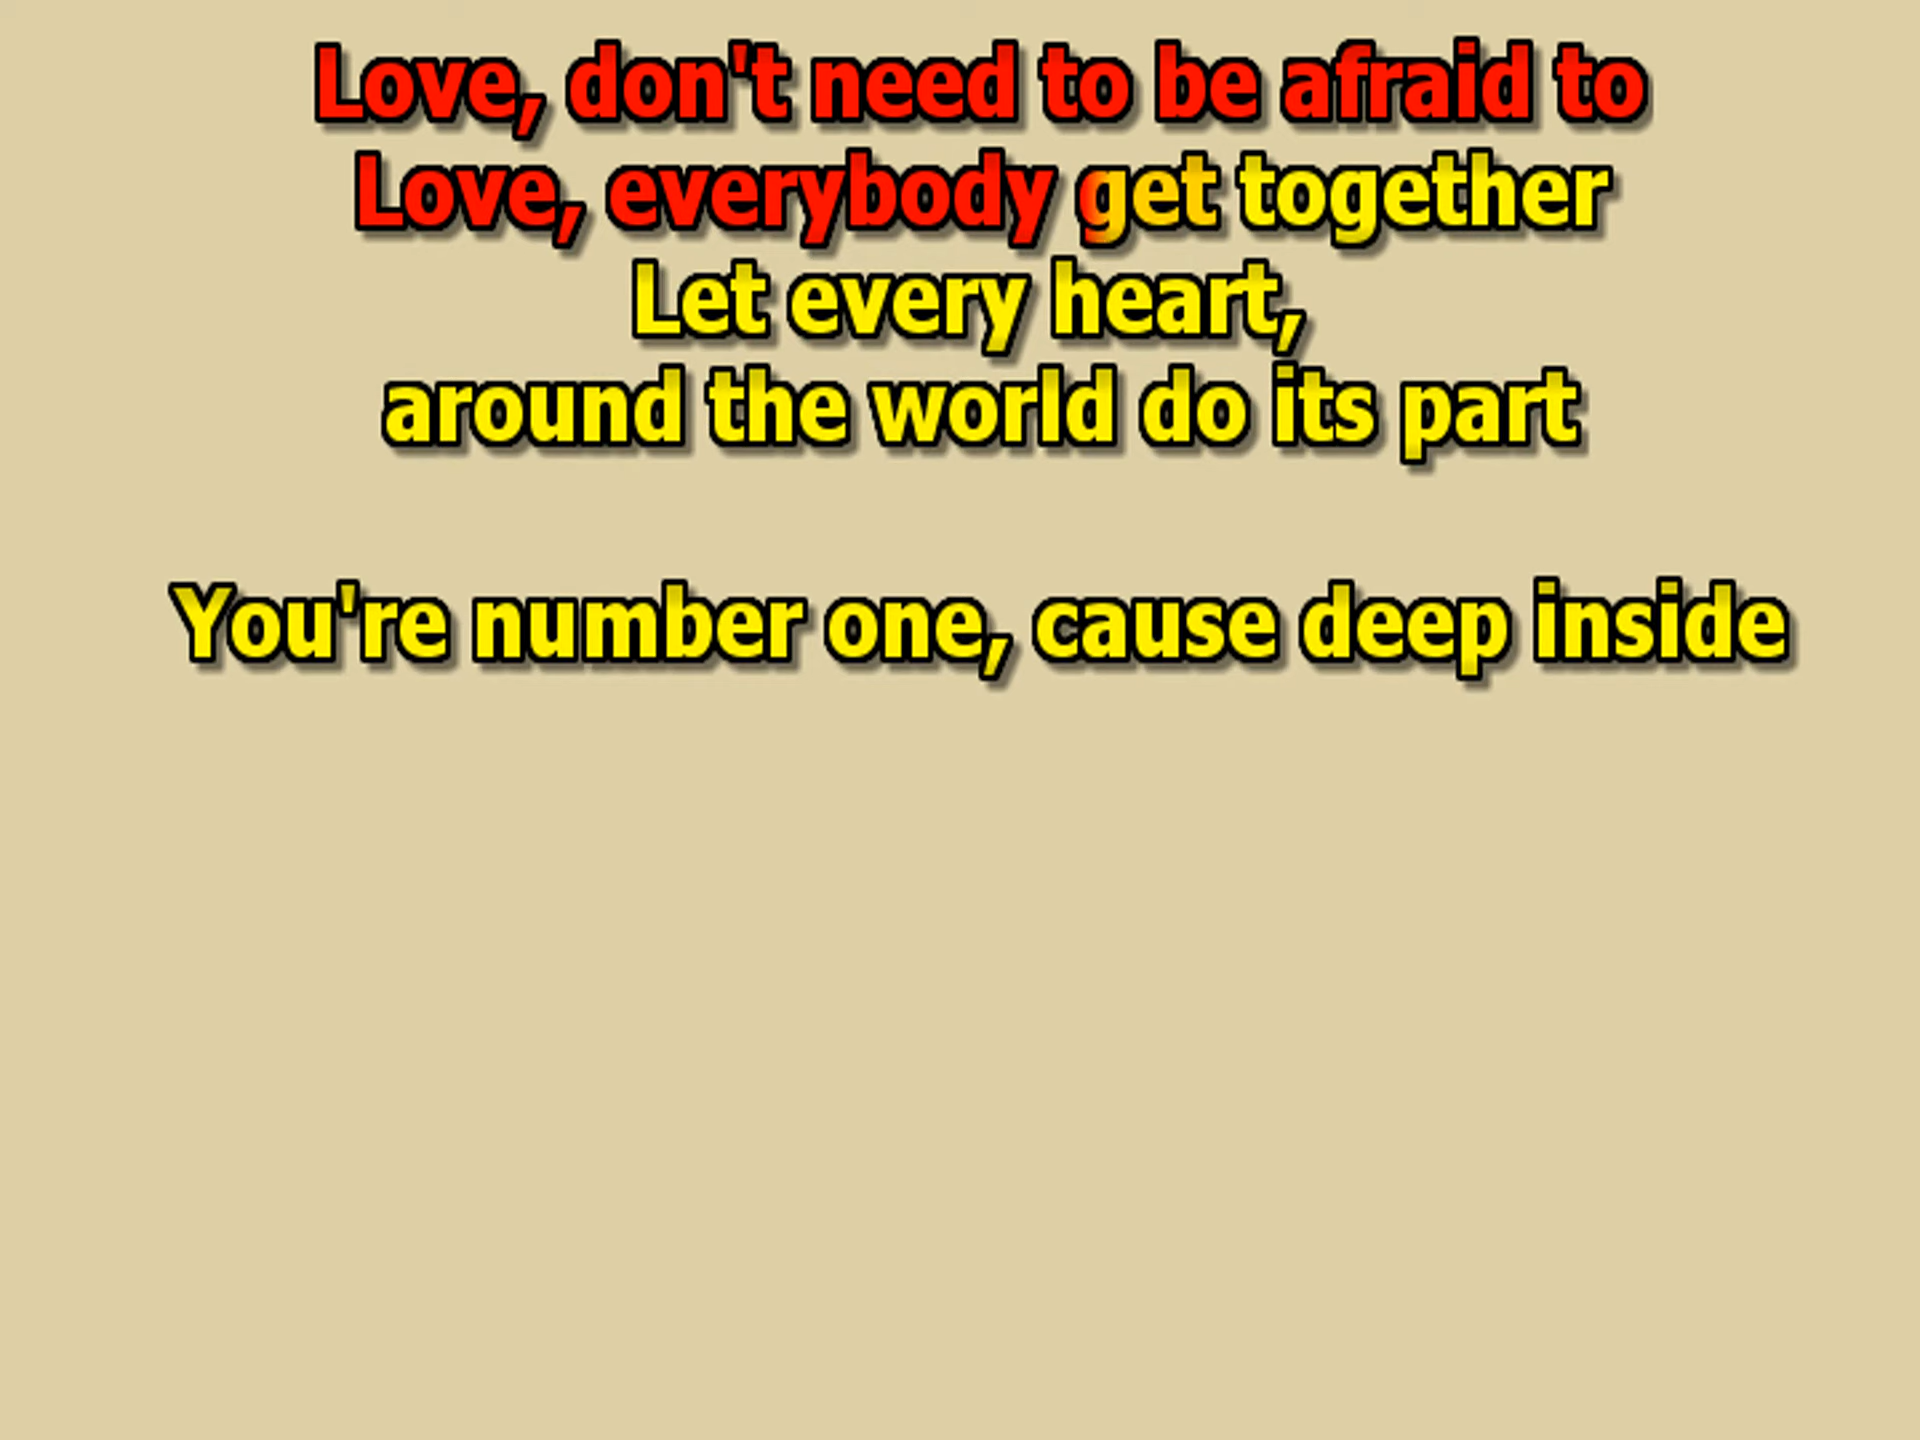 Love, don't need to be afraid to
Love, everybody get together
Let every heart,
around the world do its part
You're number one, cause deep inside